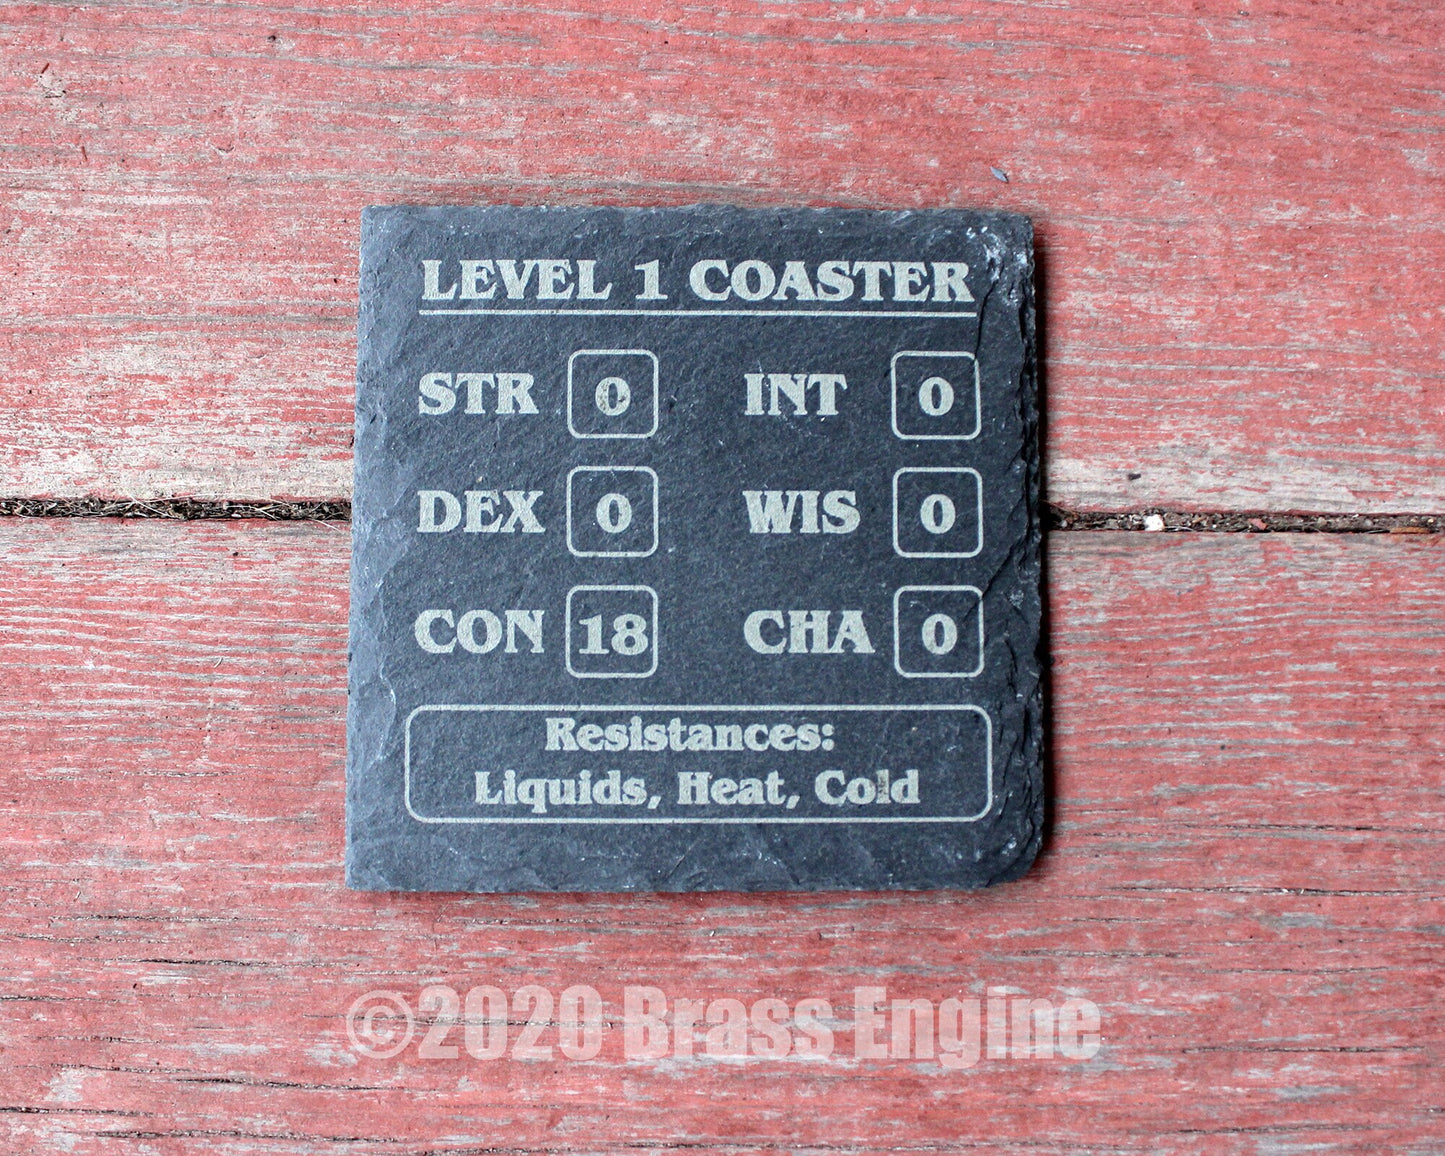 LEVEL 1 COASTER
STR 0 INT 0
DEX 0 WIS 0
CON 18 CHA 0
Resistances:
Liquids, Heat, Cold
©2020 Brass Engine